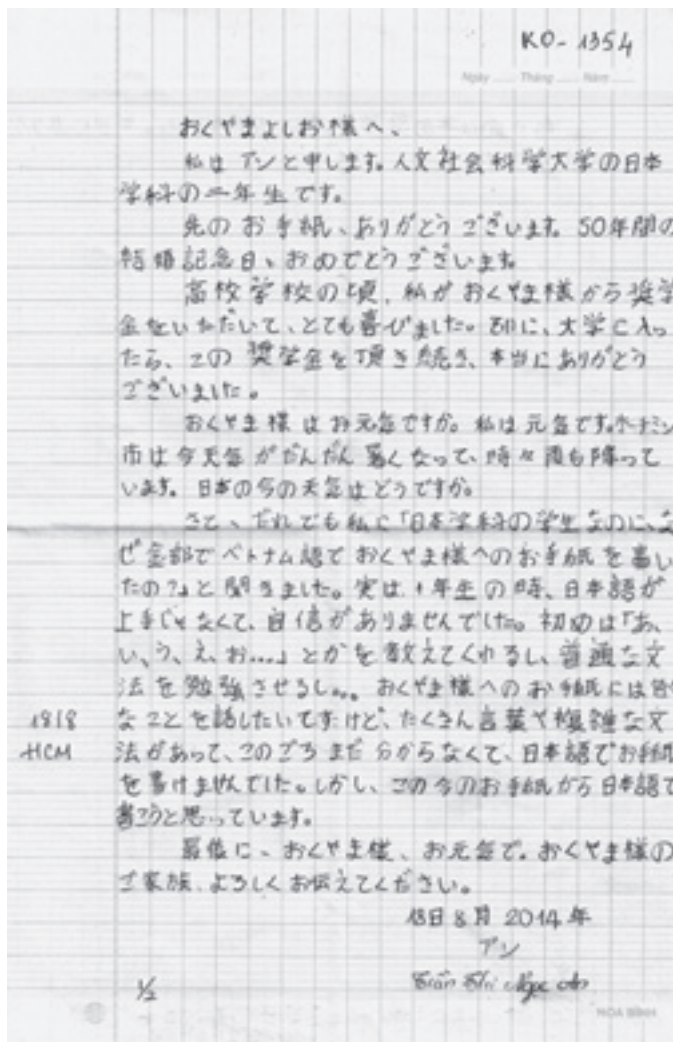 KO-1354
Ngày Tháng Năm
おくやまよしお様へ、
私はアンと申します。人文社会科学大学の日本
学科の二年生です。
先のお手紙、ありがとうございます。50年間の
結婚記念日、おめでとうございます。
高校学校の頃、私がおくやま様から奨学
金をいただいて、とても喜びました。別に、大学に入っ
たら、この奨学金を頂き続き、本当にありがとう
ございました。
おくやま様はお元気ですか。私は元気です。ホーチミン
市は今天気がだんだん暑くなって、時々雨も降って
います。日本の今の天気はどうですか。
さて、だれでも私に「日本学科の学生なのに、な
ぜ全部でベトナム語でおくやま様へのお手紙を書い
たの?」と聞きました。実は、1年生の時、日本語が
上手じゃなくて、自信がありませんでした。初めは「あ、
い、う、え、お...」とかを教えてくれるし、普通な文
法を勉強させるし... おくやま様へのお手紙には
なことを話したいですけど、たくさん言葉や複雑な文
1818
法があって、このごろまだ分からなくて、日本語でお手紙
HCM
を書けませんでした。しかし、この今のお手紙から日本語で
書こうと思っています。
最後に、おくやま様、お元気で。おくやま様の
ご家族、よろしくお伝えてください。
18日8月 2014年
アン
Trần Thị Ngọc An
1/2
HOA BINH